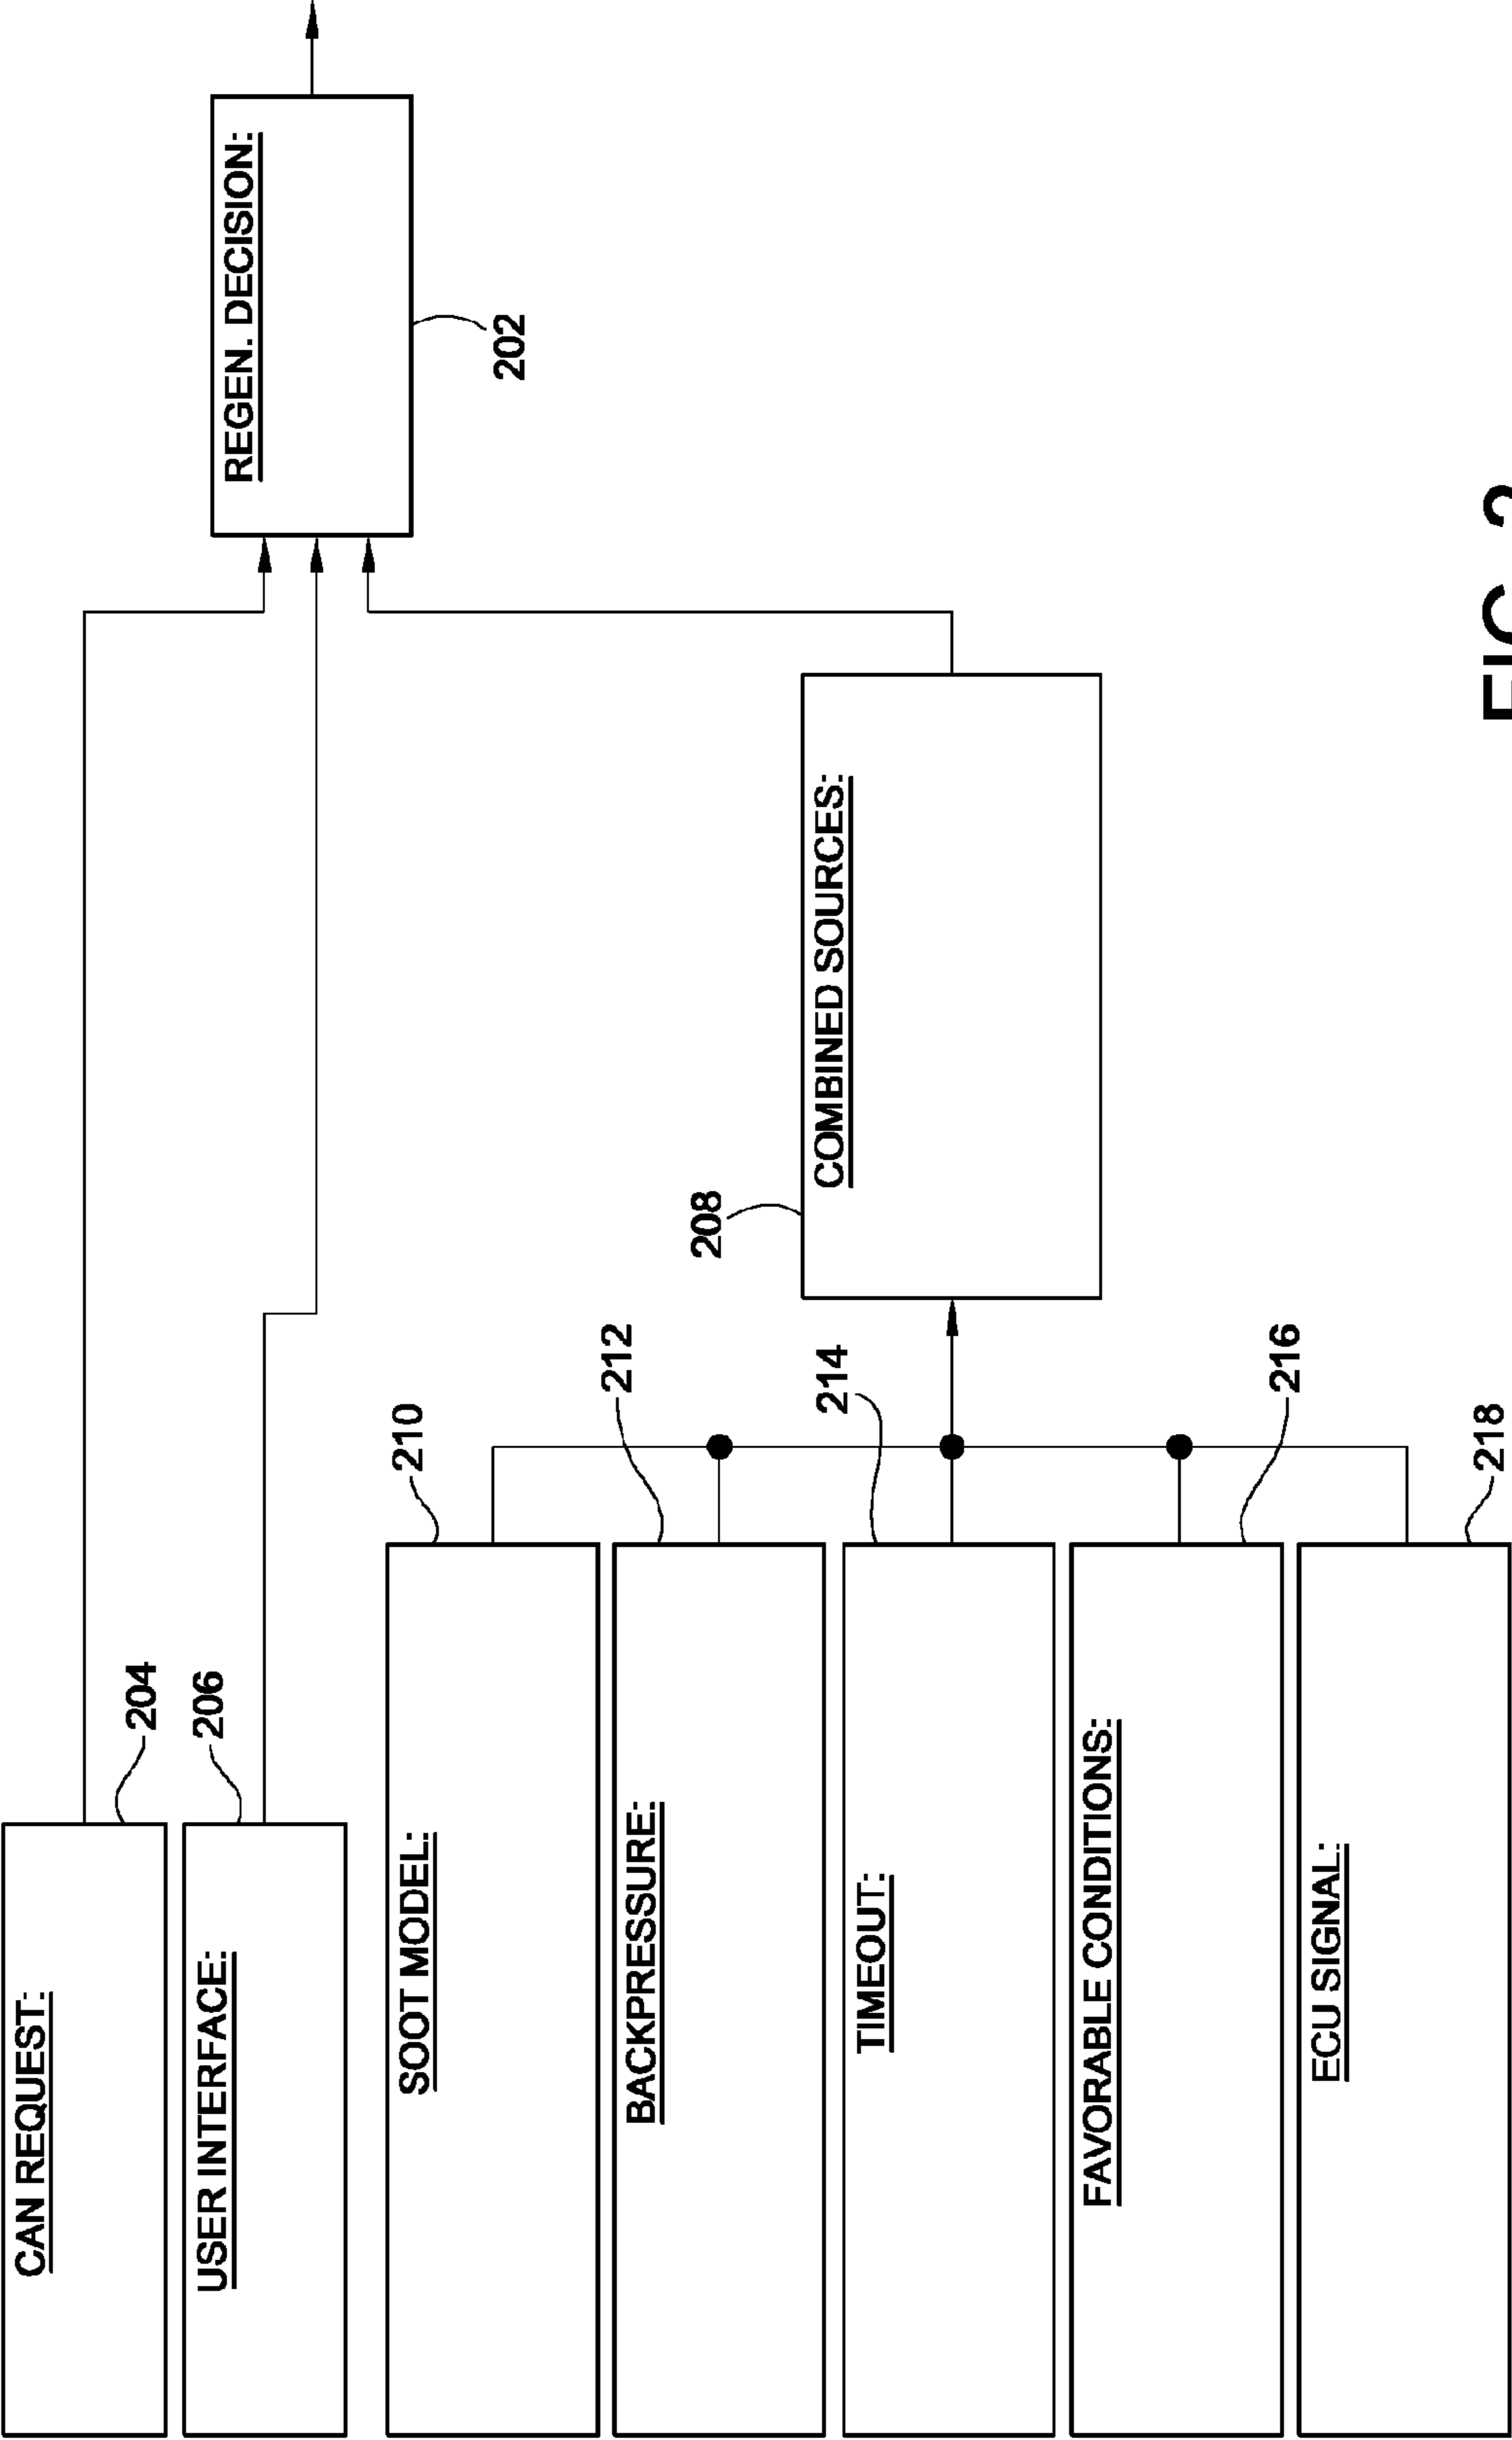 CAN REQUEST:
204
USER INTERFACE:
206
SOOT MODEL:
210
BACKPRESSURE:
212
TIMEOUT:
214
FAVORABLE CONDITIONS:
216
ECU SIGNAL:
218
COMBINED SOURCES:
208
REGEN. DECISION:
202